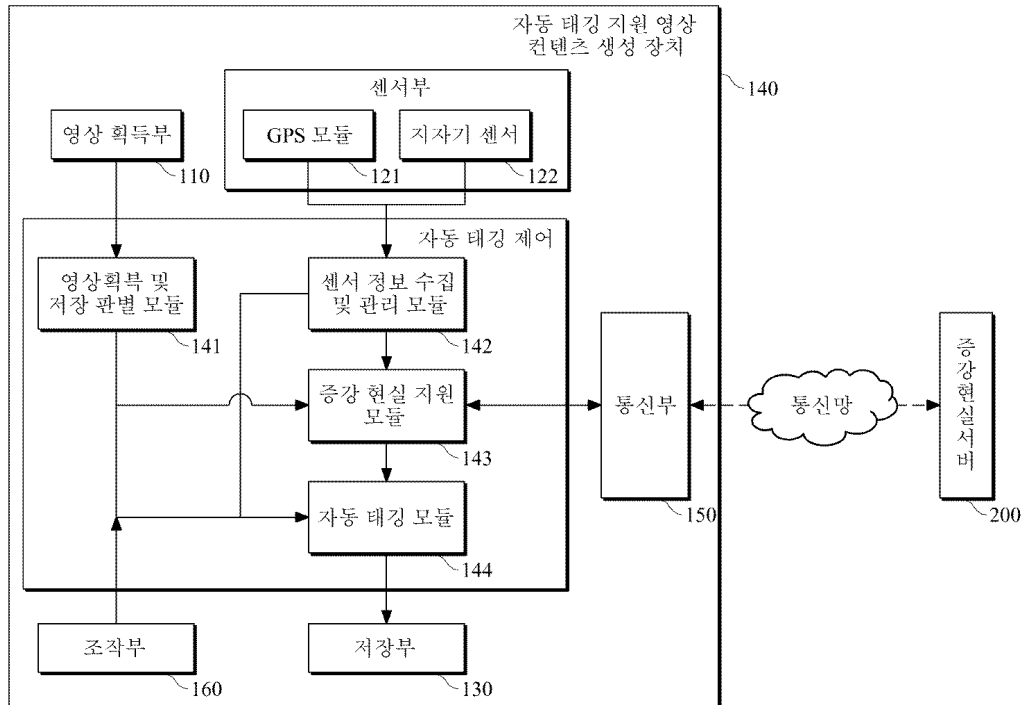 자동 태깅 지원 영상
컨텐츠 생성 장치
140
센서부
영상 획득부
110
GPS 모듈
121
지자기 센서
122
자동 태깅 제어
영상획븍 및
저장 판별 모듈
141
센서 정보 수집
및 관리 모듈
142
증강 현실 지원
모듈
143
자동 태깅 모듈
144
통신부
150
통신망
증
강
현
실
서
버
200
조작부
160
저장부
130